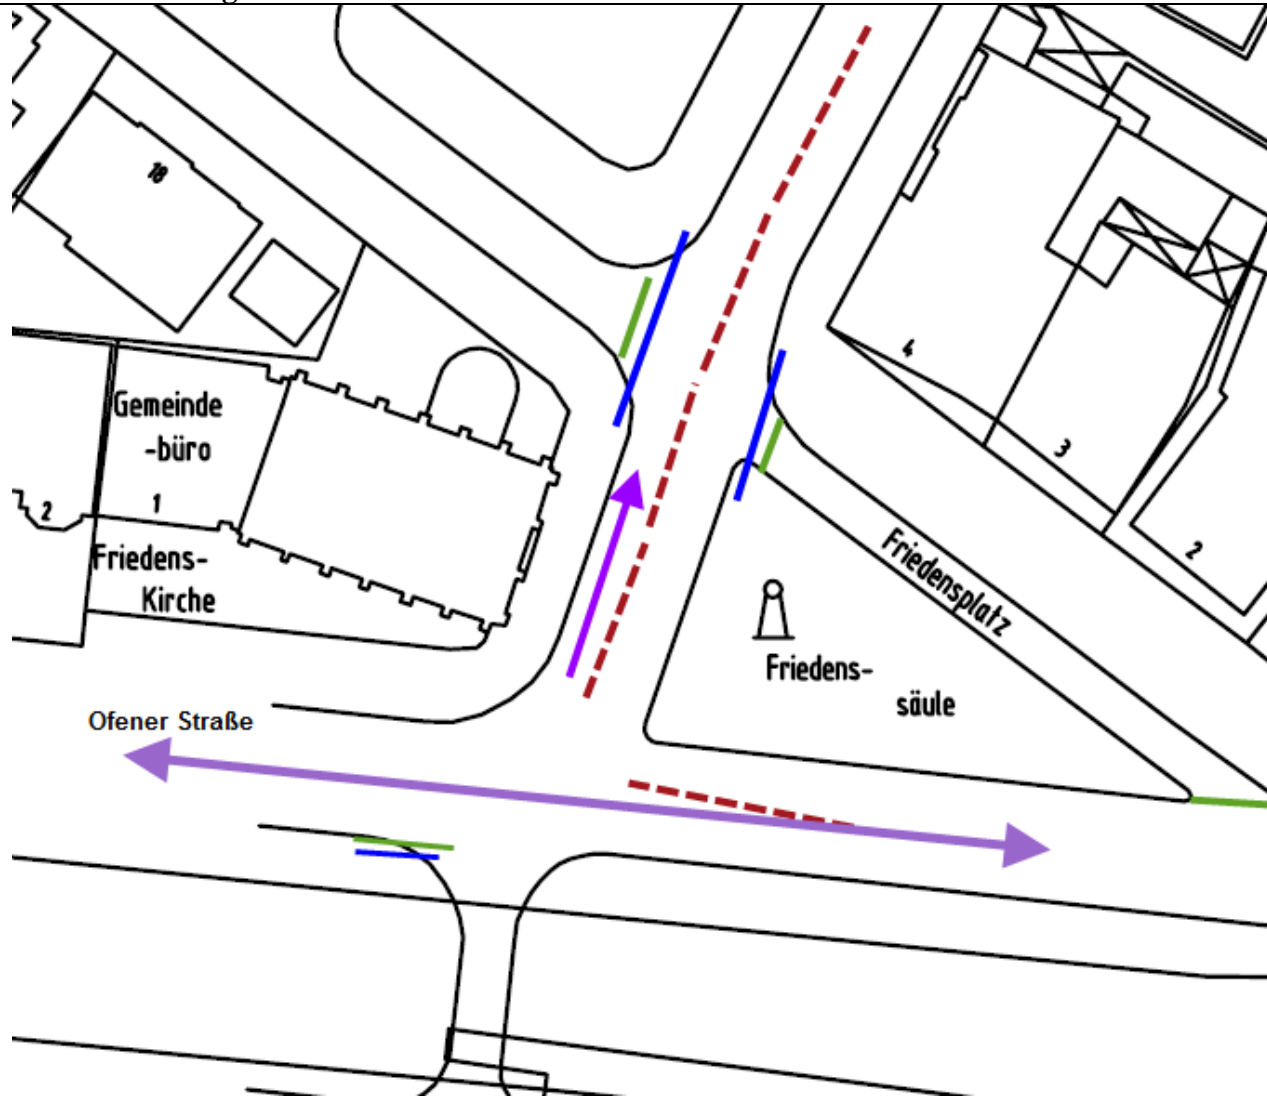 18
Gemeinde
-büro
1
2
Friedens-
Kirche
4
3
2
Friedensplatz
Friedens-
säule
Ofener Straße